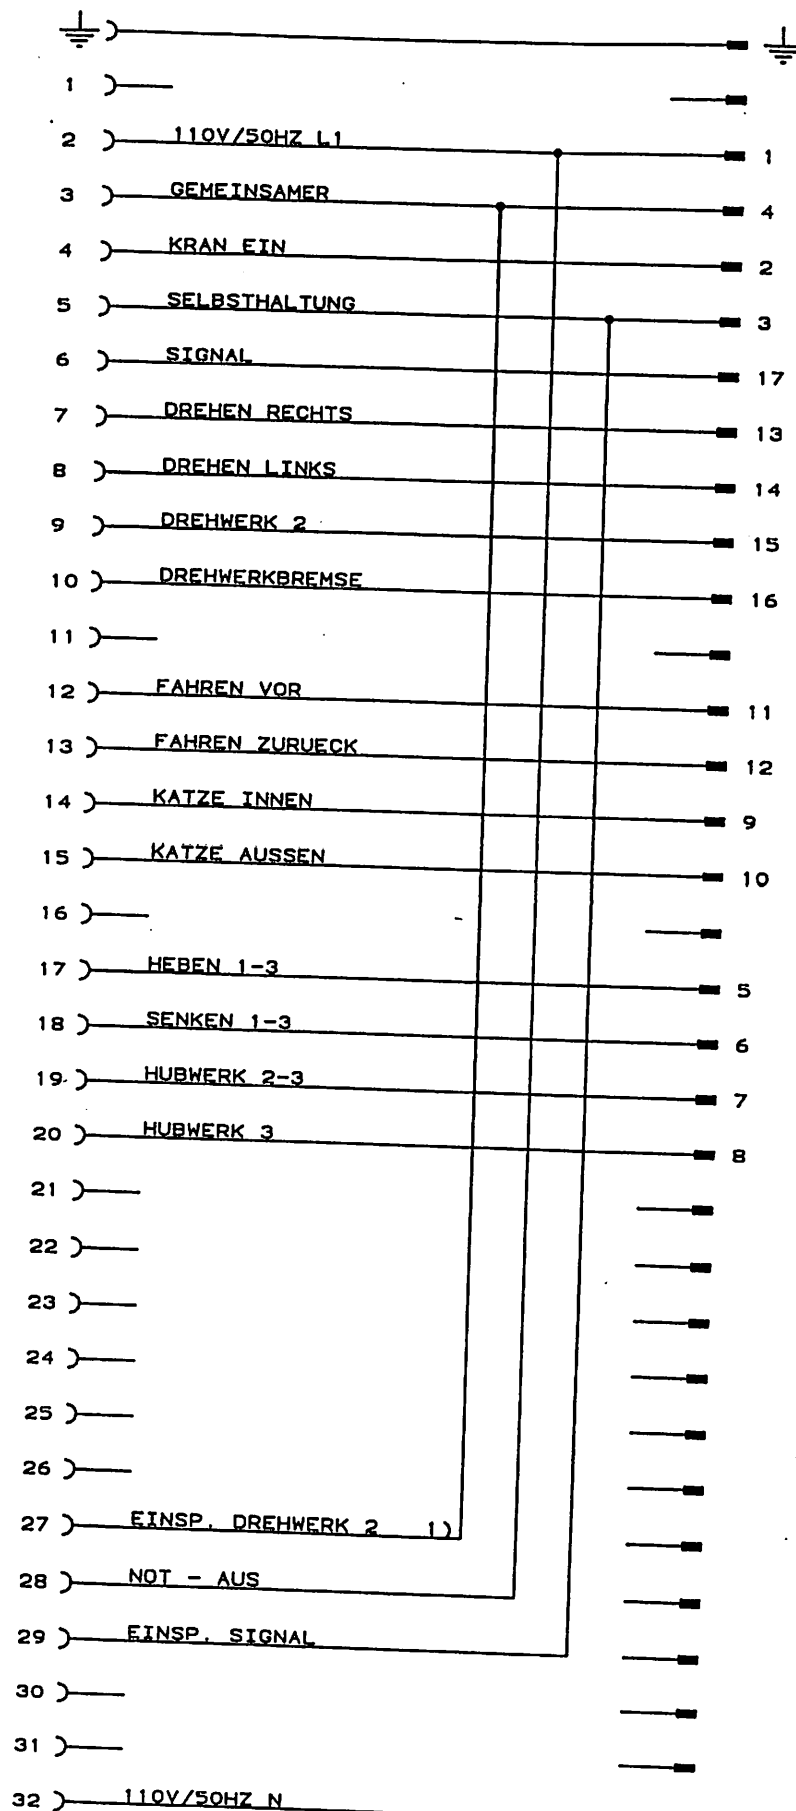 1
2 110V/50HZ L1 1
3 GEMEINSAMER 4
4 KRAN EIN 2
5 SELBSTHALTUNG 3
6 SIGNAL 17
7 DREHEN RECHTS 13
8 DREHEN LINKS 14
9 DREHWERK 2 15
10 DREHWERKBREMSE 16
11
12 FAHREN VOR 11
13 FAHREN ZURUECK 12
14 KATZE INNEN 9
15 KATZE AUSSEN 10
16
17 HEBEN 1-3 5
18 SENKEN 1-3 6
19 HUBWERK 2-3 7
20 HUBWERK 3 8
21
22
23
24
25
26
27 EINSP. DREHWERK 2 1)
28 NOT - AUS
29 EINSP. SIGNAL
30
31
32 110V/50HZ N